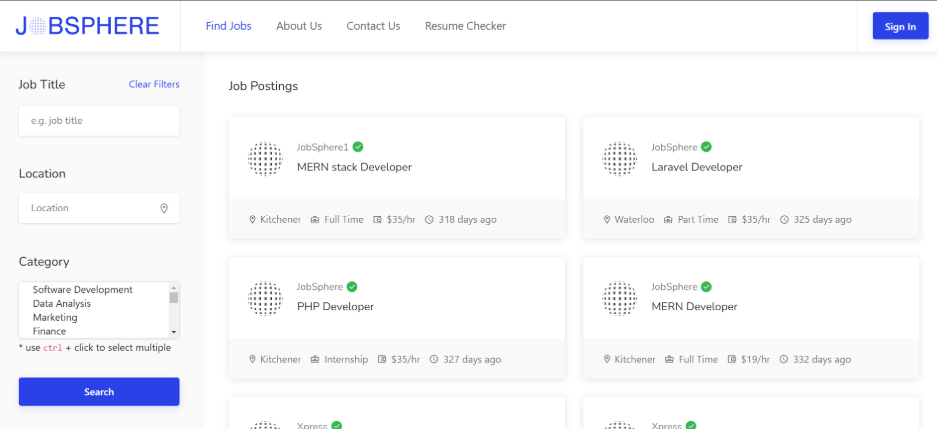 JOBSPHERE
Find Jobs About Us Contact Us Resume Checker
Sign In
Job Title Clear Filters
e.g. job title
Location
Location
Category
Software Development
Data Analysis
Marketing
Finance
* use ctrl + click to select multiple
Search
Job Postings
JobSphere1
MERN stack Developer
Kitchener Full Time $35/hr 318 days ago
JobSphere
Laravel Developer
Waterloo Part Time $35/hr 325 days ago
JobSphere
PHP Developer
Kitchener Internship $35/hr 327 days ago
JobSphere
MERN Developer
Kitchener Full Time $19/hr 332 days ago
Xpress
Xpress